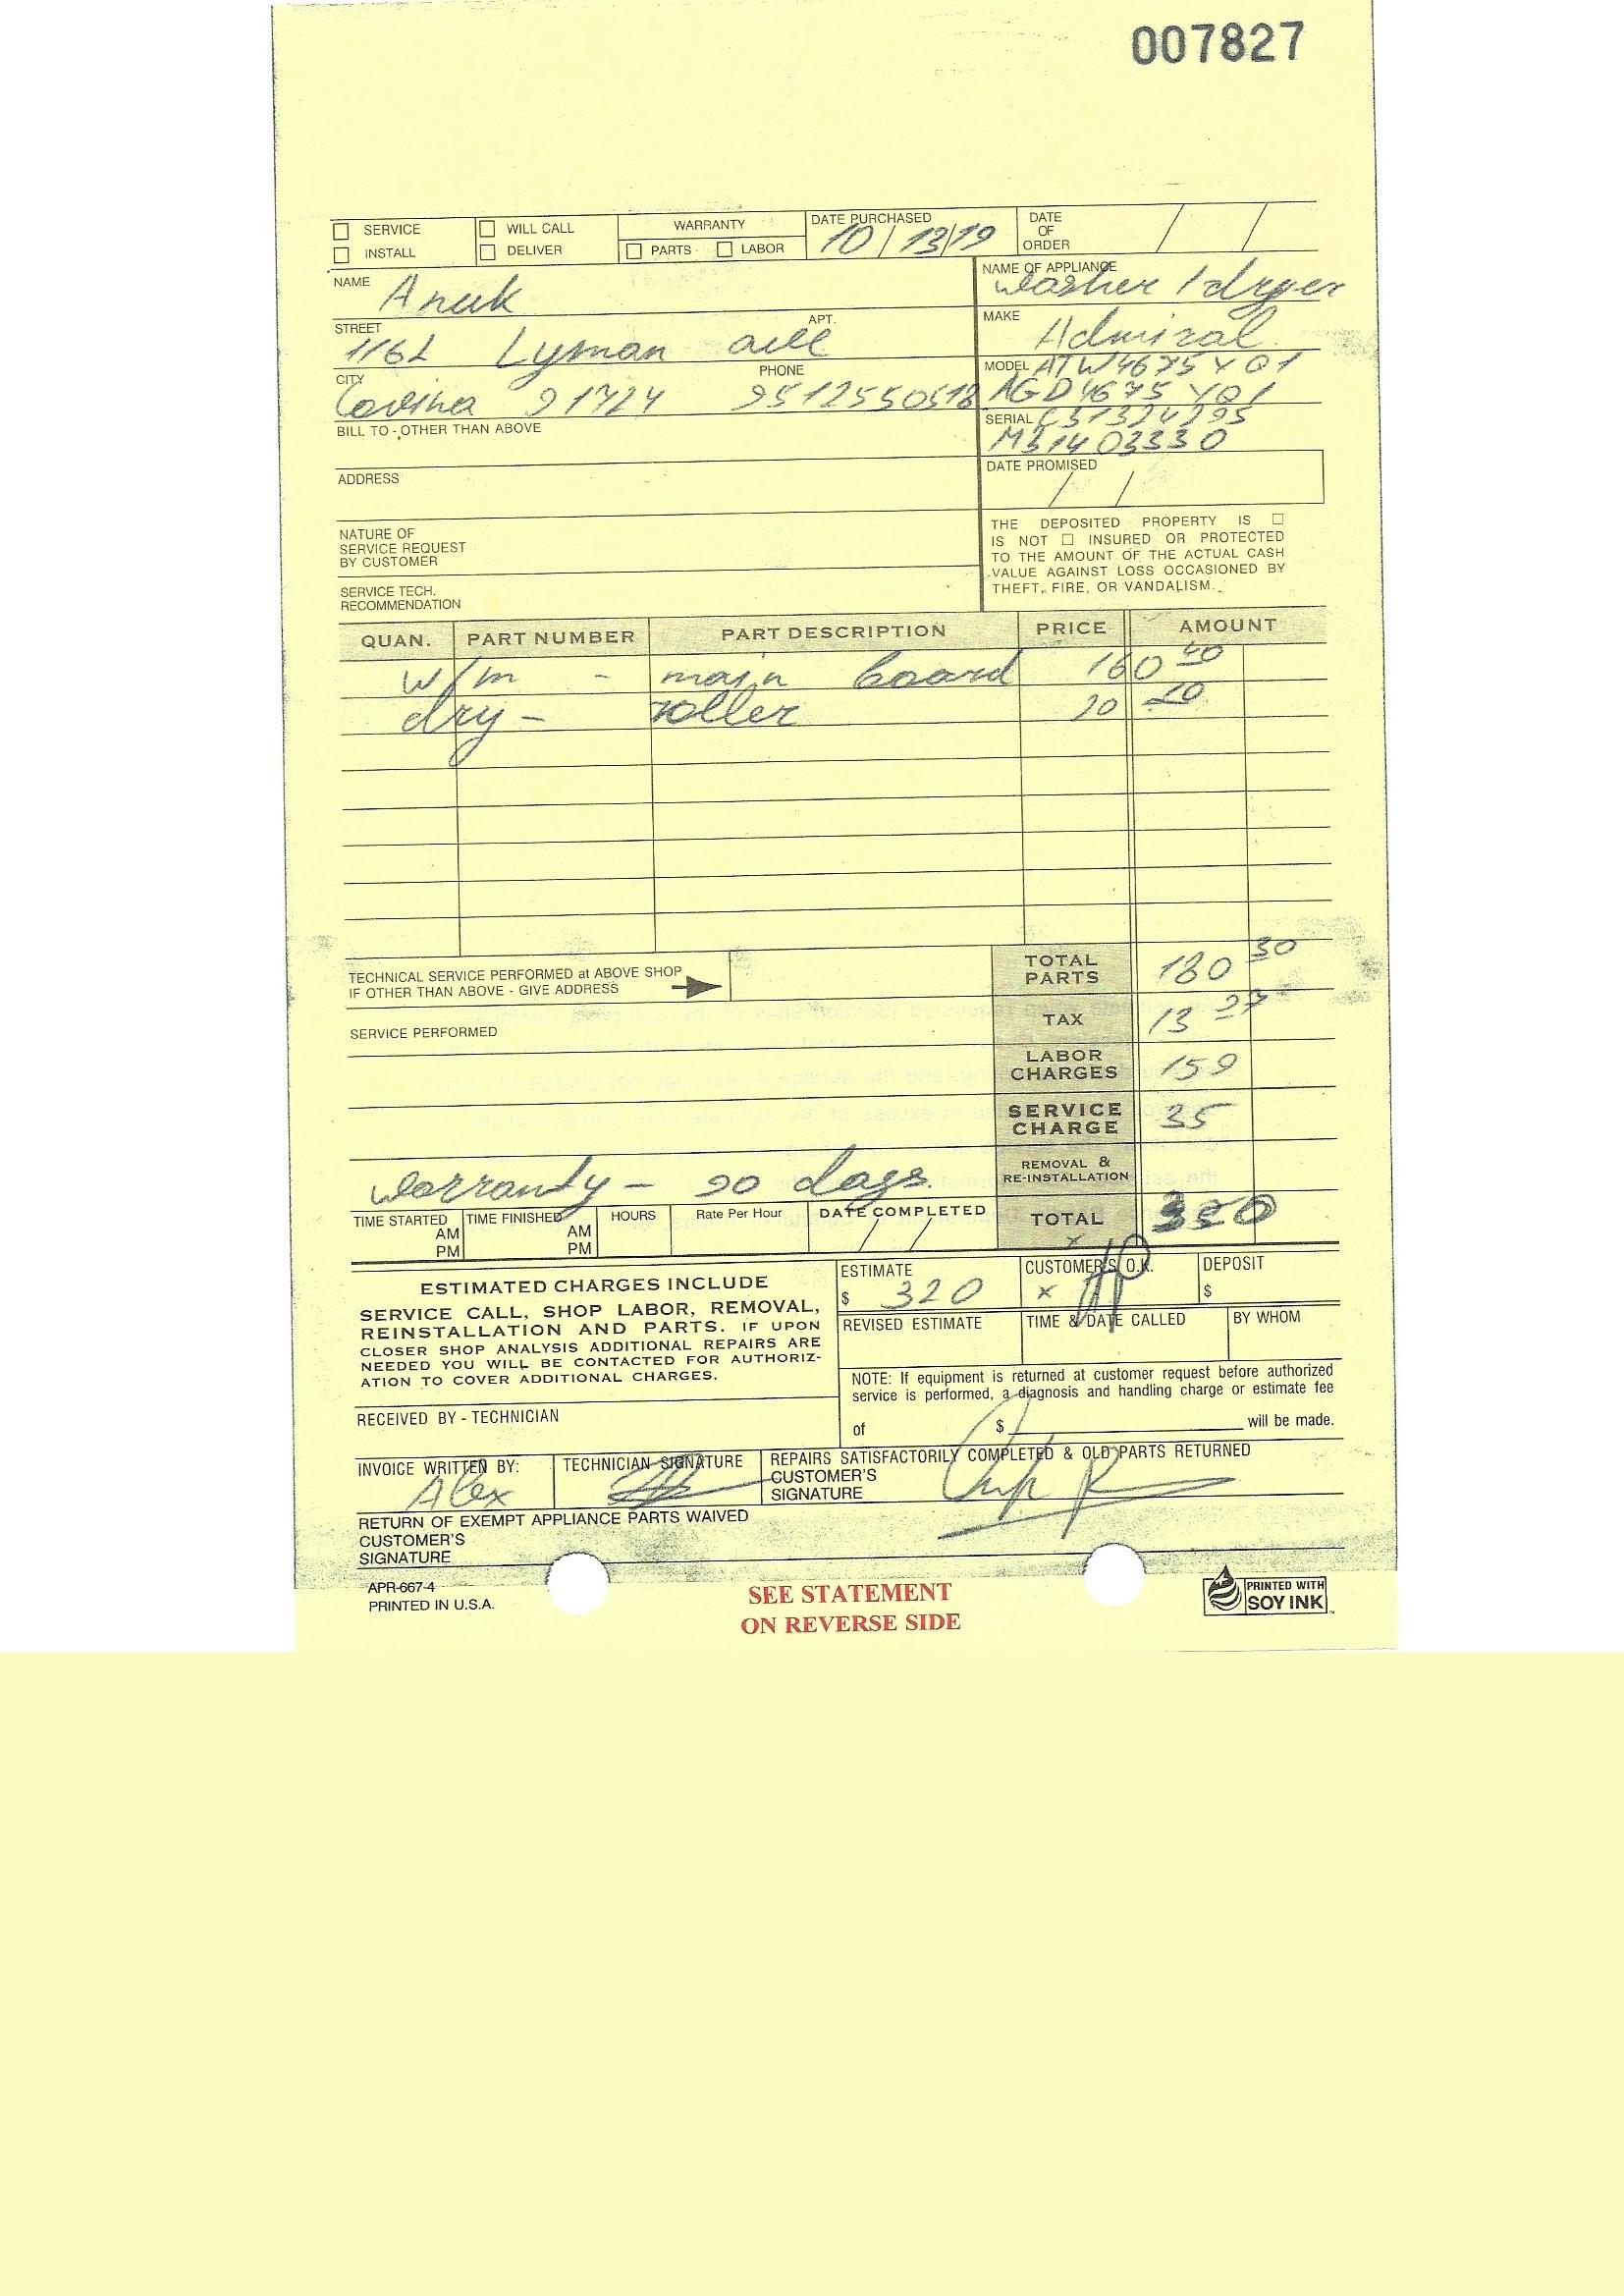 007827
SERVICE WILL CALL WARRANTY DATE PURCHASED DATE OF ORDER
INSTALL DELIVER PARTS LABOR 10/13/19
NAME Anuk NAME OF APPLIANCE washer / dryer
STREET 1162 Lyman ave APT. MAKE Admiral
CITY Covina 91724 PHONE 9512550518 MODEL ATW4675YQ1
AGD4675YQ1
BILL TO - OTHER THAN ABOVE SERIAL C31324295
M31403330
ADDRESS DATE PROMISED / /
NATURE OF
SERVICE REQUEST
BY CUSTOMER
SERVICE TECH.
RECOMMENDATION
THE DEPOSITED PROPERTY IS ☐
IS NOT ☐ INSURED OR PROTECTED
TO THE AMOUNT OF THE ACTUAL CASH
VALUE AGAINST LOSS OCCASIONED BY
THEFT, FIRE, OR VANDALISM.
QUAN. PART NUMBER PART DESCRIPTION PRICE AMOUNT
w/m - main board 160
dry - roller 20
TECHNICAL SERVICE PERFORMED at ABOVE SHOP
IF OTHER THAN ABOVE - GIVE ADDRESS
TOTAL PARTS 180 30
SERVICE PERFORMED TAX 13 27
LABOR CHARGES 159
SERVICE CHARGE 35
warranty - 90 days. REMOVAL & RE-INSTALLATION
TIME STARTED AM PM TIME FINISHED AM PM HOURS Rate Per Hour DATE COMPLETED / / TOTAL
ESTIMATED CHARGES INCLUDE
SERVICE CALL, SHOP LABOR, REMOVAL,
REINSTALLATION AND PARTS. IF UPON
CLOSER SHOP ANALYSIS ADDITIONAL REPAIRS ARE
NEEDED YOU WILL BE CONTACTED FOR AUTHORIZ-
ATION TO COVER ADDITIONAL CHARGES.
ESTIMATE $ 320 CUSTOMER'S O.K. x DEPOSIT $
REVISED ESTIMATE TIME & DATE CALLED BY WHOM
NOTE: If equipment is returned at customer request before authorized
service is performed, a diagnosis and handling charge or estimate fee
of $ will be made.
RECEIVED BY - TECHNICIAN
INVOICE WRITTEN BY: Alex TECHNICIAN SIGNATURE REPAIRS SATISFACTORILY COMPLETED & OLD PARTS RETURNED
CUSTOMER'S
SIGNATURE
RETURN OF EXEMPT APPLIANCE PARTS WAIVED
CUSTOMER'S
SIGNATURE
APR-667-4
PRINTED IN U.S.A.
SEE STATEMENT
ON REVERSE SIDE
PRINTED WITH
SOY INK